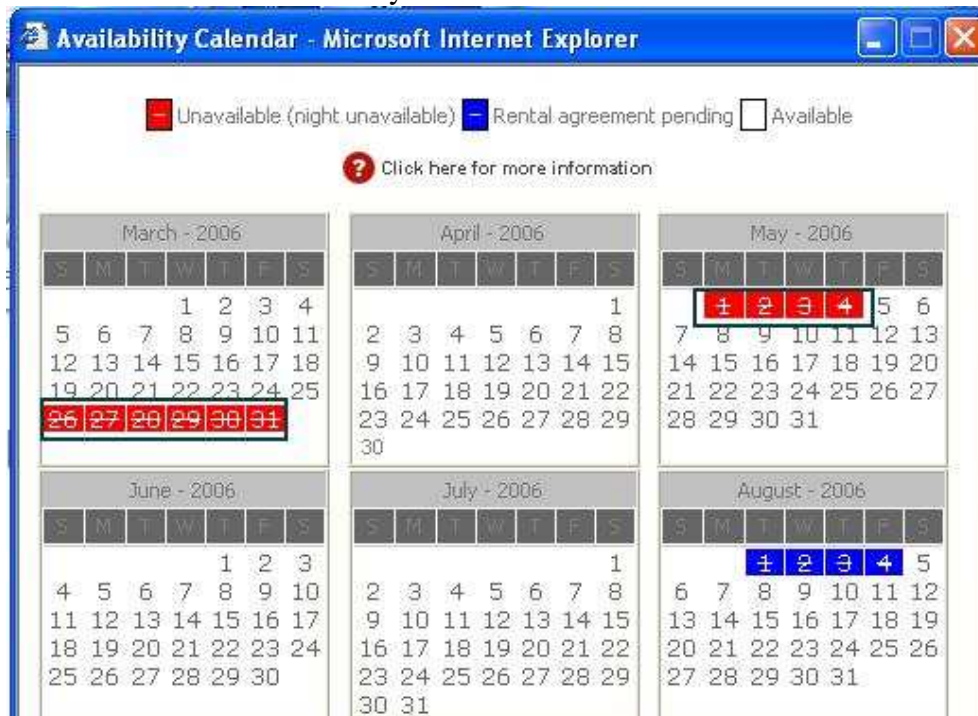 Availability Calendar - Microsoft Internet Explorer
Unavailable (night unavailable) Rental agreement pending Available
? Click here for more information
March - 2006
S M T W T F S
1 2 3 4
5 6 7 8 9 10 11
12 13 14 15 16 17 18
19 20 21 22 23 24 25
26 27 28 29 30 31
April - 2006
S M T W T F S
1
2 3 4 5 6 7 8
9 10 11 12 13 14 15
16 17 18 19 20 21 22
23 24 25 26 27 28 29
30
May - 2006
S M T W T F S
1 2 3 4 5 6
7 8 9 10 11 12 13
14 15 16 17 18 19 20
21 22 23 24 25 26 27
28 29 30 31
June - 2006
S M T W T F S
1 2 3
4 5 6 7 8 9 10
11 12 13 14 15 16 17
18 19 20 21 22 23 24
25 26 27 28 29 30
July - 2006
S M T W T F S
1
2 3 4 5 6 7 8
9 10 11 12 13 14 15
16 17 18 19 20 21 22
23 24 25 26 27 28 29
30 31
August - 2006
S M T W T F S
1 2 3 4 5
6 7 8 9 10 11 12
13 14 15 16 17 18 19
20 21 22 23 24 25 26
27 28 29 30 31